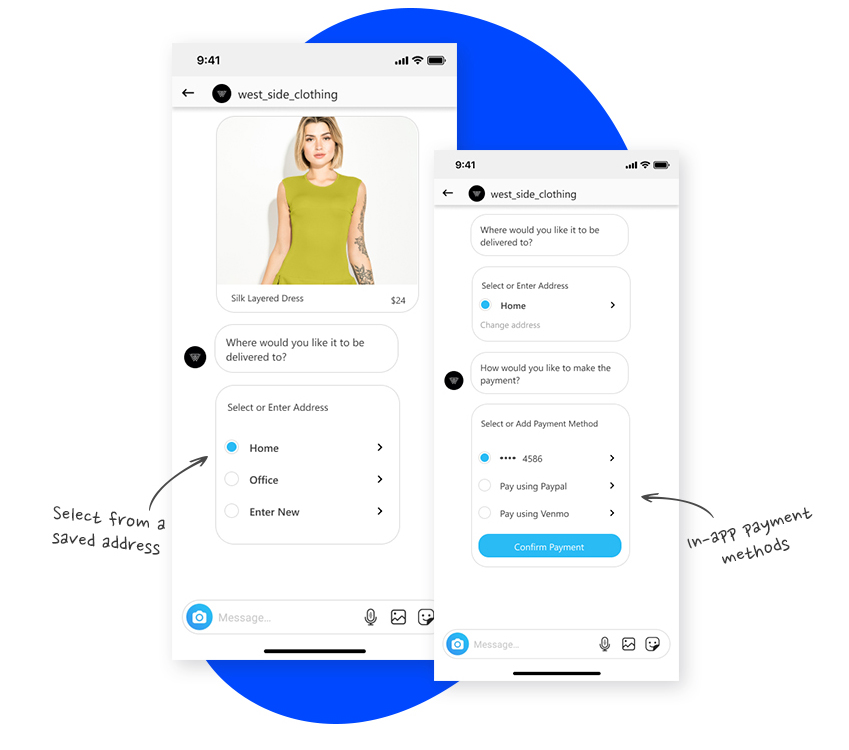 9:41
west_side_clothing
Silk Layered Dress
$24
Where would you like it to be
delivered to?
Select or Enter Address
Home
Office
Enter New
Message...
Select from a
saved address
9:41
west_side_clothing
Where would you like it to be
delivered to?
Select or Enter Address
Home
Change address
How would you like to make the
payment?
Select or Add Payment Method
•••• 4586
Pay using Paypal
Pay using Venmo
Confirm Payment
Message...
in-app payment
methods